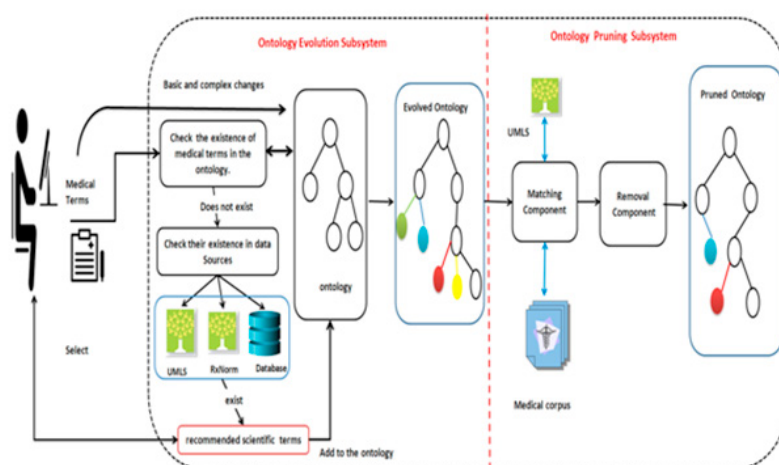 Ontology Evolution Subsystem
Ontology Pruning Subsystem
Basic and complex changes
Check the existence of
medical terms in the
ontology.
Medical
Terms
Does not exist
Check their existence in data
Sources
UMLS
RxNorm
Database
exist
Select
recommended scientific terms
Add to the ontology
ontology
Evolved Ontology
UMLS
Matching
Component
Removal
Component
Medical corpus
Pruned Ontology